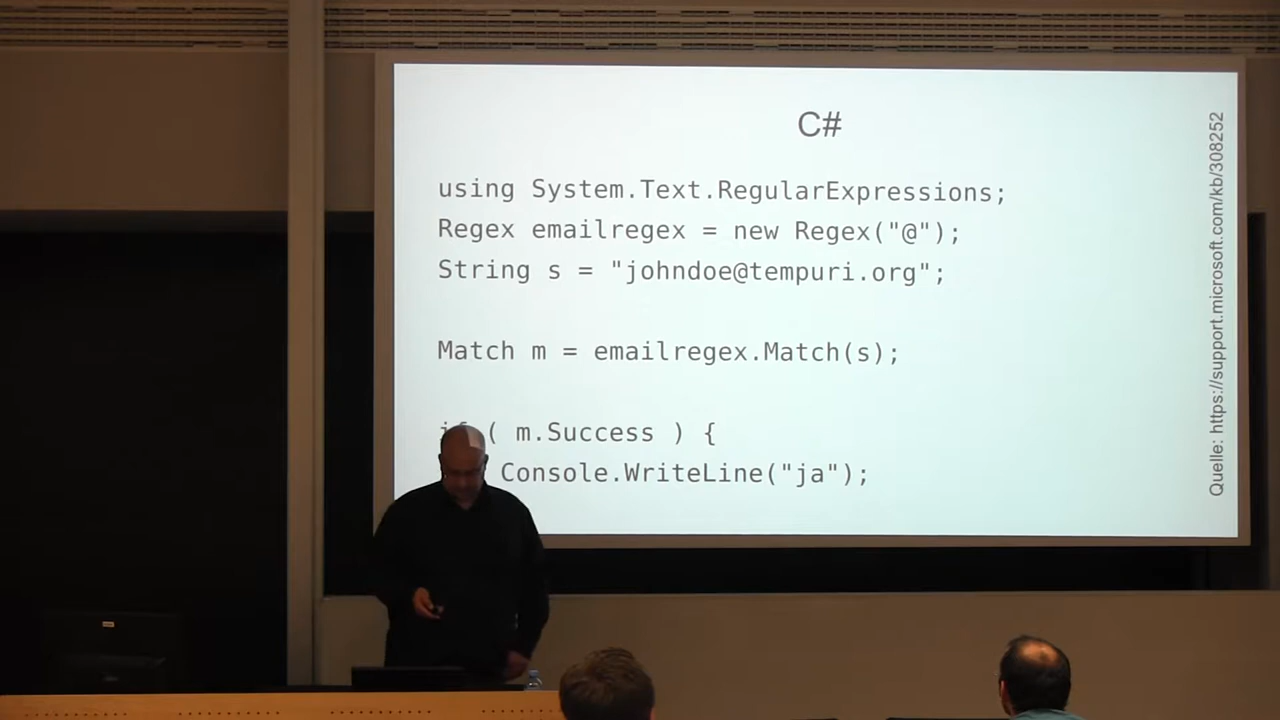 C#
using System.Text.RegularExpressions;
Regex emailregex = new Regex("@");
String s = "johndoe@tempuri.org";
Match m = emailregex.Match(s);
( m.Success ) {
Console.WriteLine("ja");
Quelle: https://support.microsoft.com/kb/308252